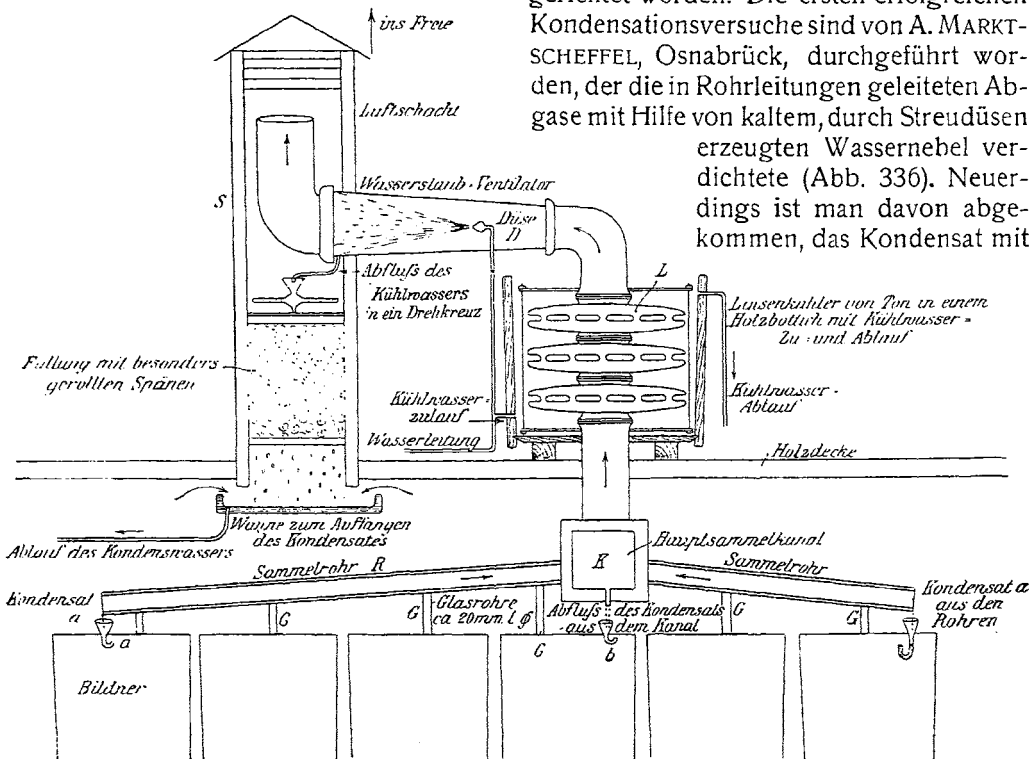 gerichtet worden. Die ersten erfolgreichen
Kondensationsversuche sind von A. MARKT-
SCHEFFEL, Osnabrück, durchgeführt wor-
den, der die in Rohrleitungen geleiteten Ab-
gase mit Hilfe von kaltem, durch Streudüsen
erzeugten Wassernebel ver-
dichtete (Abb. 336). Neuer-
dings ist man davon abge-
kommen, das Kondensat mit
ins Freie
Luftschacht
S
Wasserstaub-Ventilator
Düse
D
Abfluſs des
Kühlwassers
in ein Drehkreuz
L
Linsenkühler von Ton in einem
Holzbottich mit Kühlwasser-
Zu- und Ablauf
Füllung mit besonders
gerollten Spänen
Kühlwasser-
zulauf
Wasserleitung
Kühlwasser-
Ablauf
Holzdecke
Wanne zum Auffangen
des Kondensates
Ablauf des Kondenswassers
Sammelrohr R
K
Hauptsammelkanal
Sammelrohr
Kondensat
a
a
G
G
Glasrohre
ca 20mm. l. φ
G
Abfluſs des Kondensats
aus dem Kanal
b
G
G
Kondensat a
aus den
Rohren
Bildner